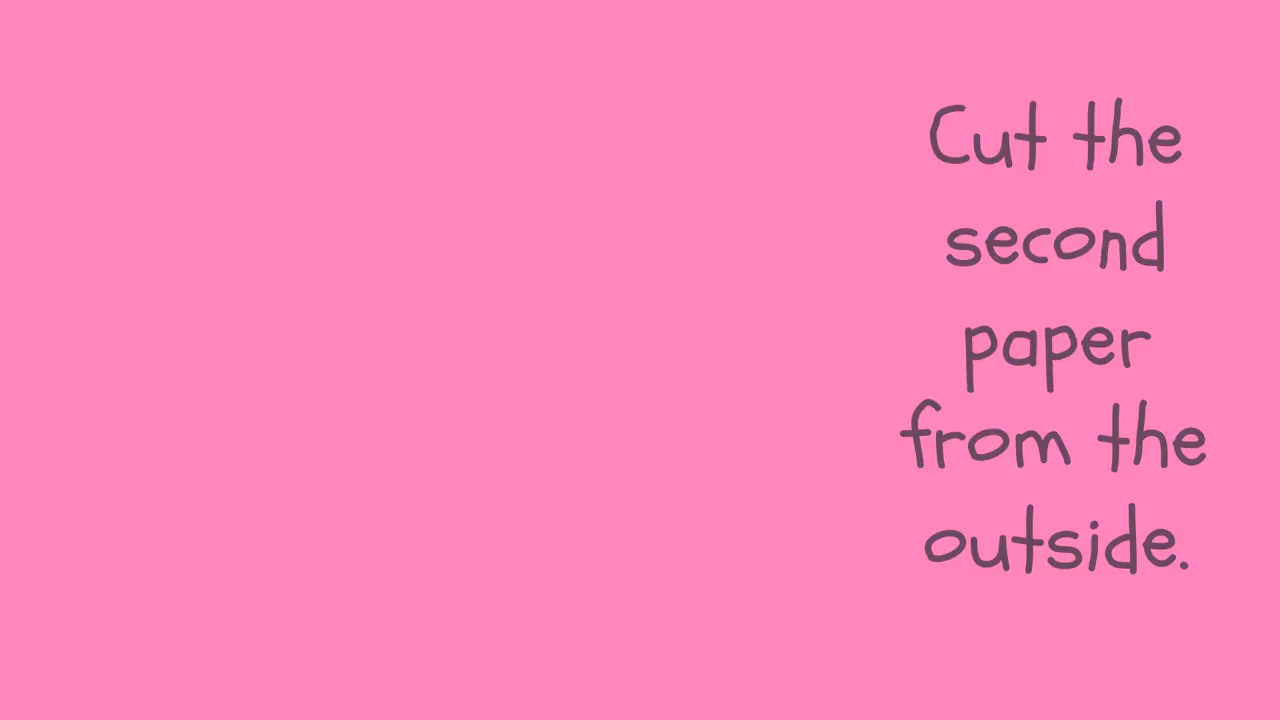 Cut the
second
paper
from the
outside.